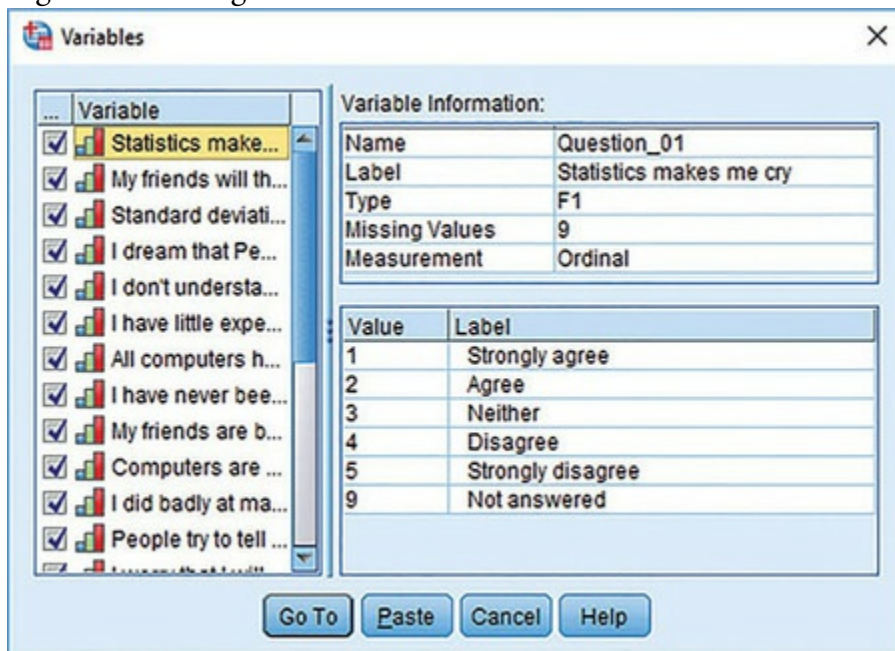 Variables
... Variable
Statistics make...
My friends will th...
Standard deviati...
I dream that Pe...
I don't understa...
I have little expe...
All computers h...
I have never bee...
My friends are b...
Computers are ...
I did badly at ma...
People try to tell ...
Variable Information:
Name Question_01
Label Statistics makes me cry
Type F1
Missing Values 9
Measurement Ordinal
Value Label
1 Strongly agree
2 Agree
3 Neither
4 Disagree
5 Strongly disagree
9 Not answered
Go To Paste Cancel Help